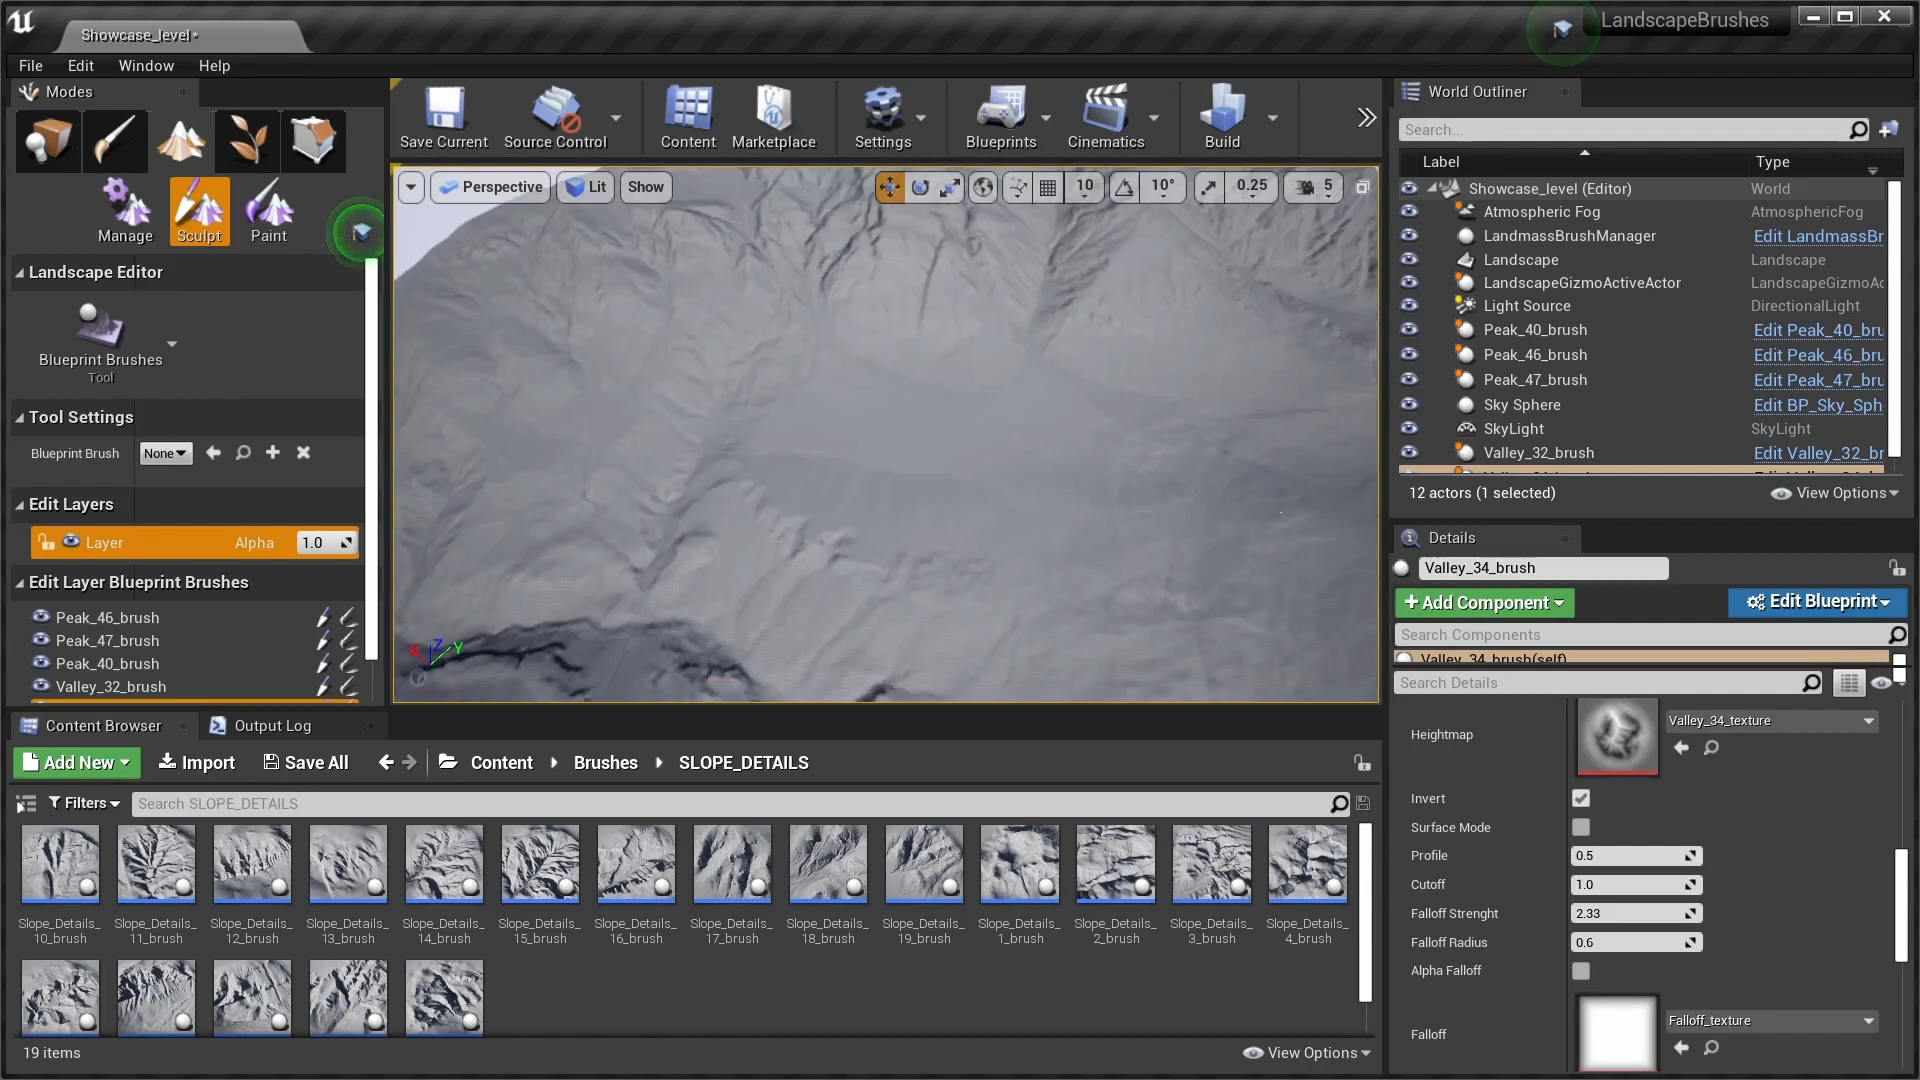 Showcase_level*
LandscapeBrushes
File Edit Window Help
Modes
Manage Sculpt Paint
Landscape Editor
Blueprint Brushes
Tool
Tool Settings
Blueprint Brush None
Edit Layers
Layer Alpha 1.0
Edit Layer Blueprint Brushes
Peak_46_brush
Peak_47_brush
Peak_40_brush
Valley_32_brush
Save Current Source Control Content Marketplace Settings Blueprints Cinematics Build
Perspective Lit Show 10 10° 0.25 5
Z Y
World Outliner
Search...
Label Type
Showcase_level (Editor) World
Atmospheric Fog AtmosphericFog
LandmassBrushManager Edit LandmassBr
Landscape Landscape
LandscapeGizmoActiveActor LandscapeGizmoAc
Light Source DirectionalLight
Peak_40_brush Edit Peak_40_bru
Peak_46_brush Edit Peak_46_bru
Peak_47_brush Edit Peak_47_bru
Sky Sphere Edit BP_Sky_Sph
SkyLight SkyLight
Valley_32_brush Edit Valley_32_br
12 actors (1 selected) View Options
Details
Valley_34_brush
+ Add Component Edit Blueprint
Search Components
Valley_34_brush(self)
Search Details
Heightmap Valley_34_texture
Invert
Surface Mode
Profile 0.5
Cutoff 1.0
Falloff Strenght 2.33
Falloff Radius 0.6
Alpha Falloff
Falloff Falloff_texture
Content Browser Output Log
Add New Import Save All Content Brushes SLOPE_DETAILS
Filters Search SLOPE_DETAILS
Slope_Details_ Slope_Details_ Slope_Details_ Slope_Details_ Slope_Details_ Slope_Details_ Slope_Details_ Slope_Details_ Slope_Details_ Slope_Details_ Slope_Details_ Slope_Details_ Slope_Details_ Slope_Details_
10_brush 11_brush 12_brush 13_brush 14_brush 15_brush 16_brush 17_brush 18_brush 19_brush 1_brush 2_brush 3_brush 4_brush
19 items View Options